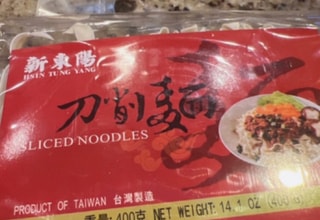 新東陽
HSIN TUNG YANG
刀削麵
SLICED NOODLES
PRODUCT OF TAIWAN 台灣製造
重量:400克 NET WEIGHT: 14.1 OZ (400